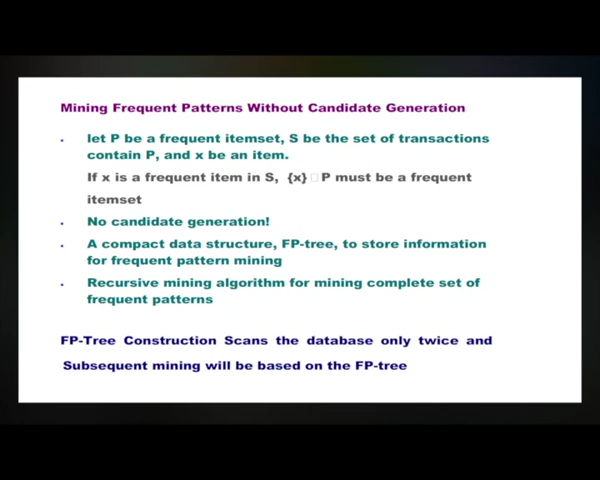 Mining Frequent Patterns Without Candidate Generation
• let P be a frequent itemset, S be the set of transactions
contain P, and x be an item.
If x is a frequent item in S, {x} □ P must be a frequent
itemset
• No candidate generation!
• A compact data structure, FP-tree, to store information
for frequent pattern mining
• Recursive mining algorithm for mining complete set of
frequent patterns
FP-Tree Construction Scans the database only twice and
Subsequent mining will be based on the FP-tree